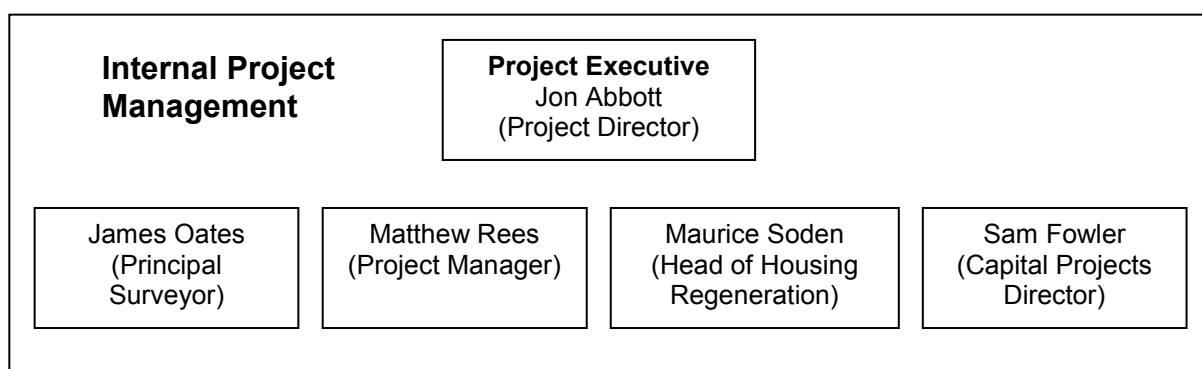 Internal Project
Management
Project Executive
Jon Abbott
(Project Director)
James Oates
(Principal
Surveyor)
Matthew Rees
(Project Manager)
Maurice Soden
(Head of Housing
Regeneration)
Sam Fowler
(Capital Projects
Director)